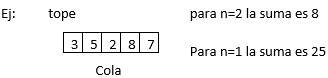 Ej: tope para n=2 la suma es 8
3 5 2 8 7 Para n=1 la suma es 25
Cola